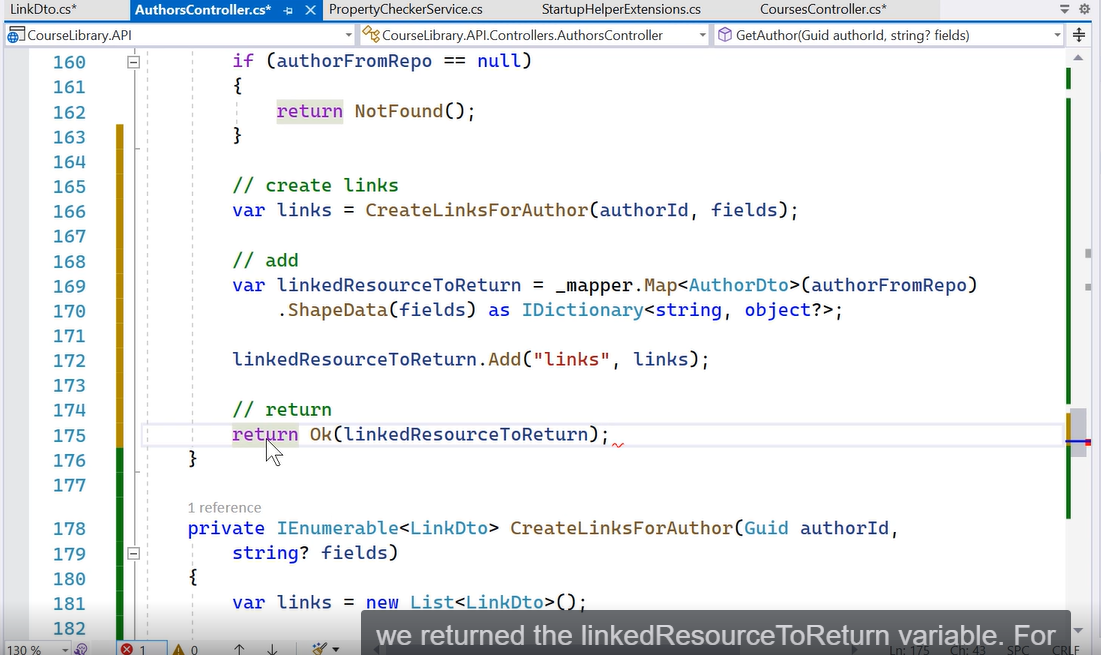 LinkDto.cs* AuthorsController.cs* PropertyCheckerService.cs StartupHelperExtensions.cs CoursesController.cs*
CourseLibrary.API CourseLibrary.API.Controllers.AuthorsController GetAuthor(Guid authorId, string? fields)
160 if (authorFromRepo == null)
161 {
162 return NotFound();
163 }
164
165 // create links
166 var links = CreateLinksForAuthor(authorId, fields);
167
168 // add
169 var linkedResourceToReturn = _mapper.Map<AuthorDto>(authorFromRepo)
170 .ShapeData(fields) as IDictionary<string, object?>;
171
172 linkedResourceToReturn.Add("links", links);
173
174 // return
175 return Ok(linkedResourceToReturn);
176 }
177
1 reference
178 private IEnumerable<LinkDto> CreateLinksForAuthor(Guid authorId,
179 string? fields)
180 {
181 var links = new List<LinkDto>();
182
we returned the linkedResourceToReturn variable. For
130 % 1 0 Ln: 175 Ch: 43 SPC CRLF